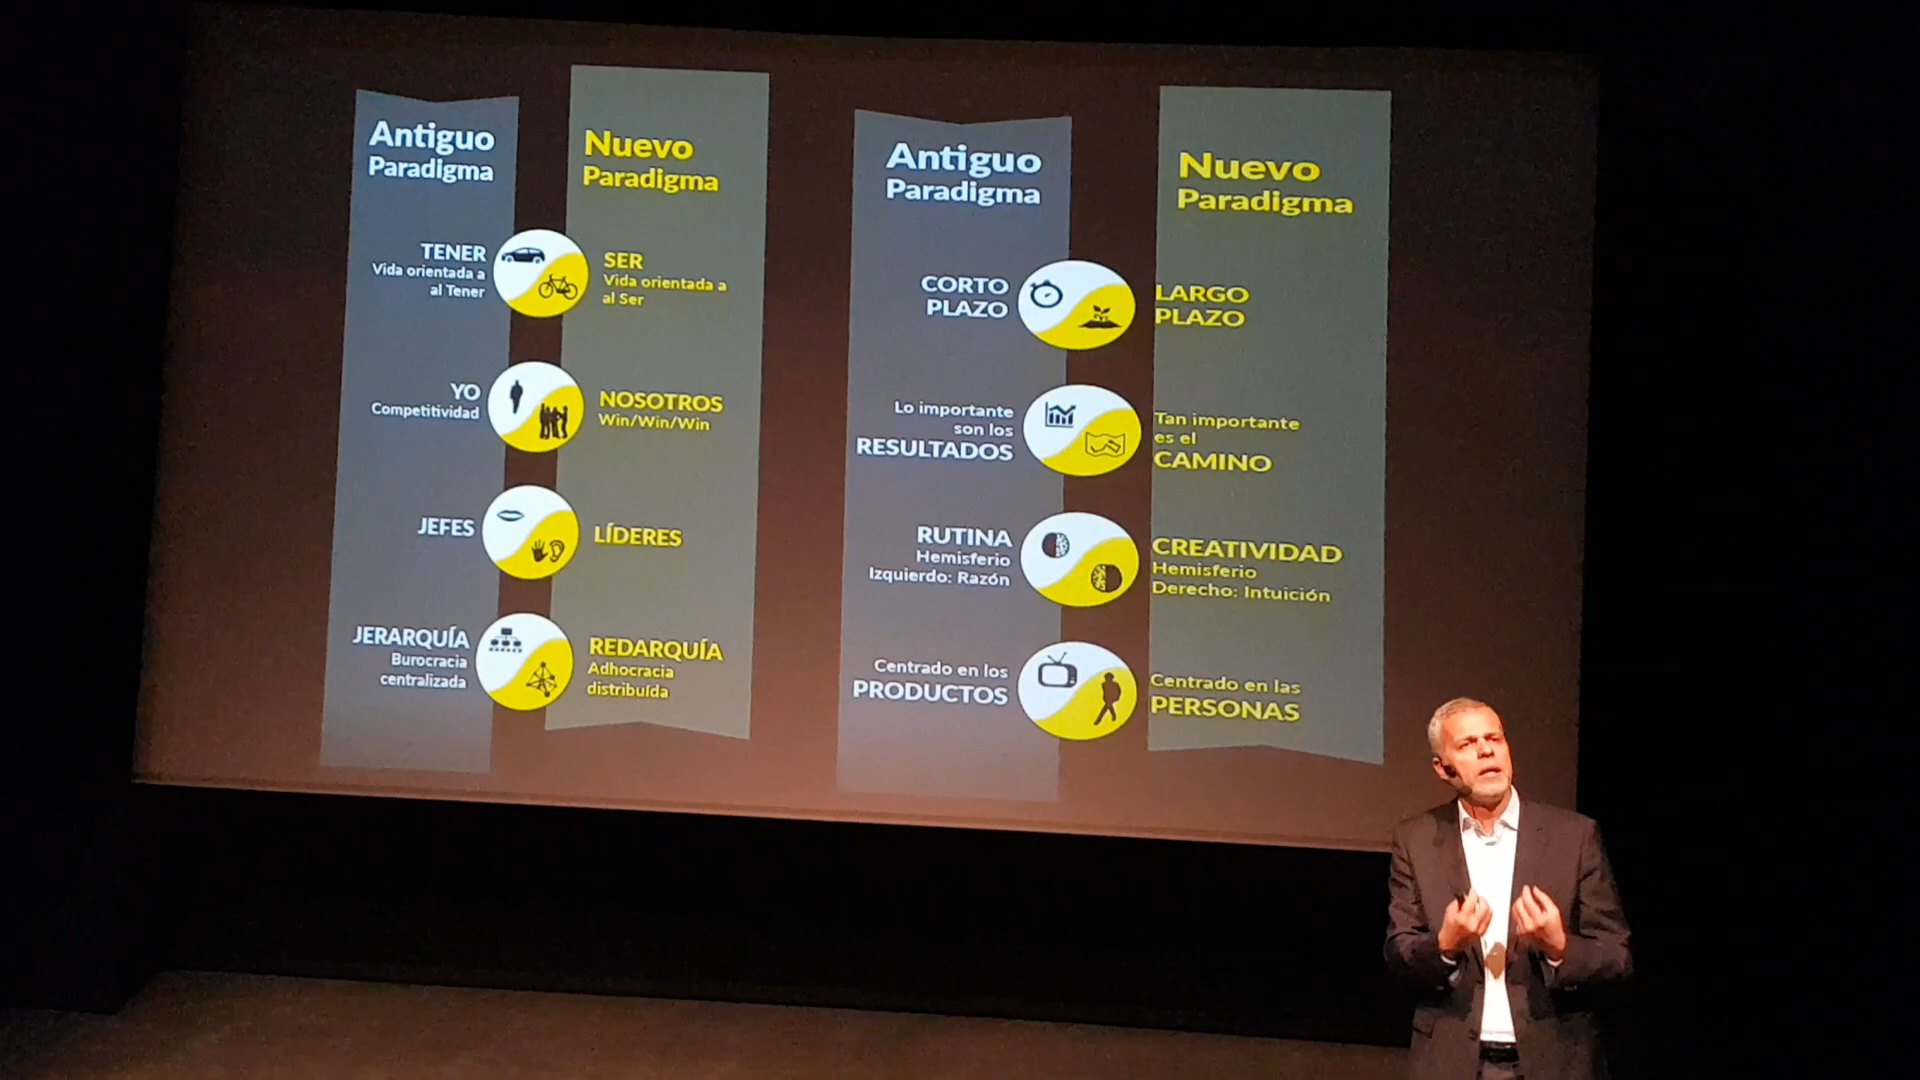 Antiguo
Paradigma
Nuevo
Paradigma
TENER
Vida orientada a
al Tener
SER
Vida orientada a
al Ser
YO
Competitividad
NOSOTROS
Win/Win/Win
JEFES
LÍDERES
JERARQUÍA
Burocracia
centralizada
REDARQUÍA
Adhocracia
distribuída
Antiguo
Paradigma
Nuevo
Paradigma
CORTO
PLAZO
LARGO
PLAZO
Lo importante
son los
RESULTADOS
Tan importante
es el
CAMINO
RUTINA
Hemisferio
Izquierdo: Razón
CREATIVIDAD
Hemisferio
Derecho: Intuición
Centrado en los
PRODUCTOS
Centrado en las
PERSONAS